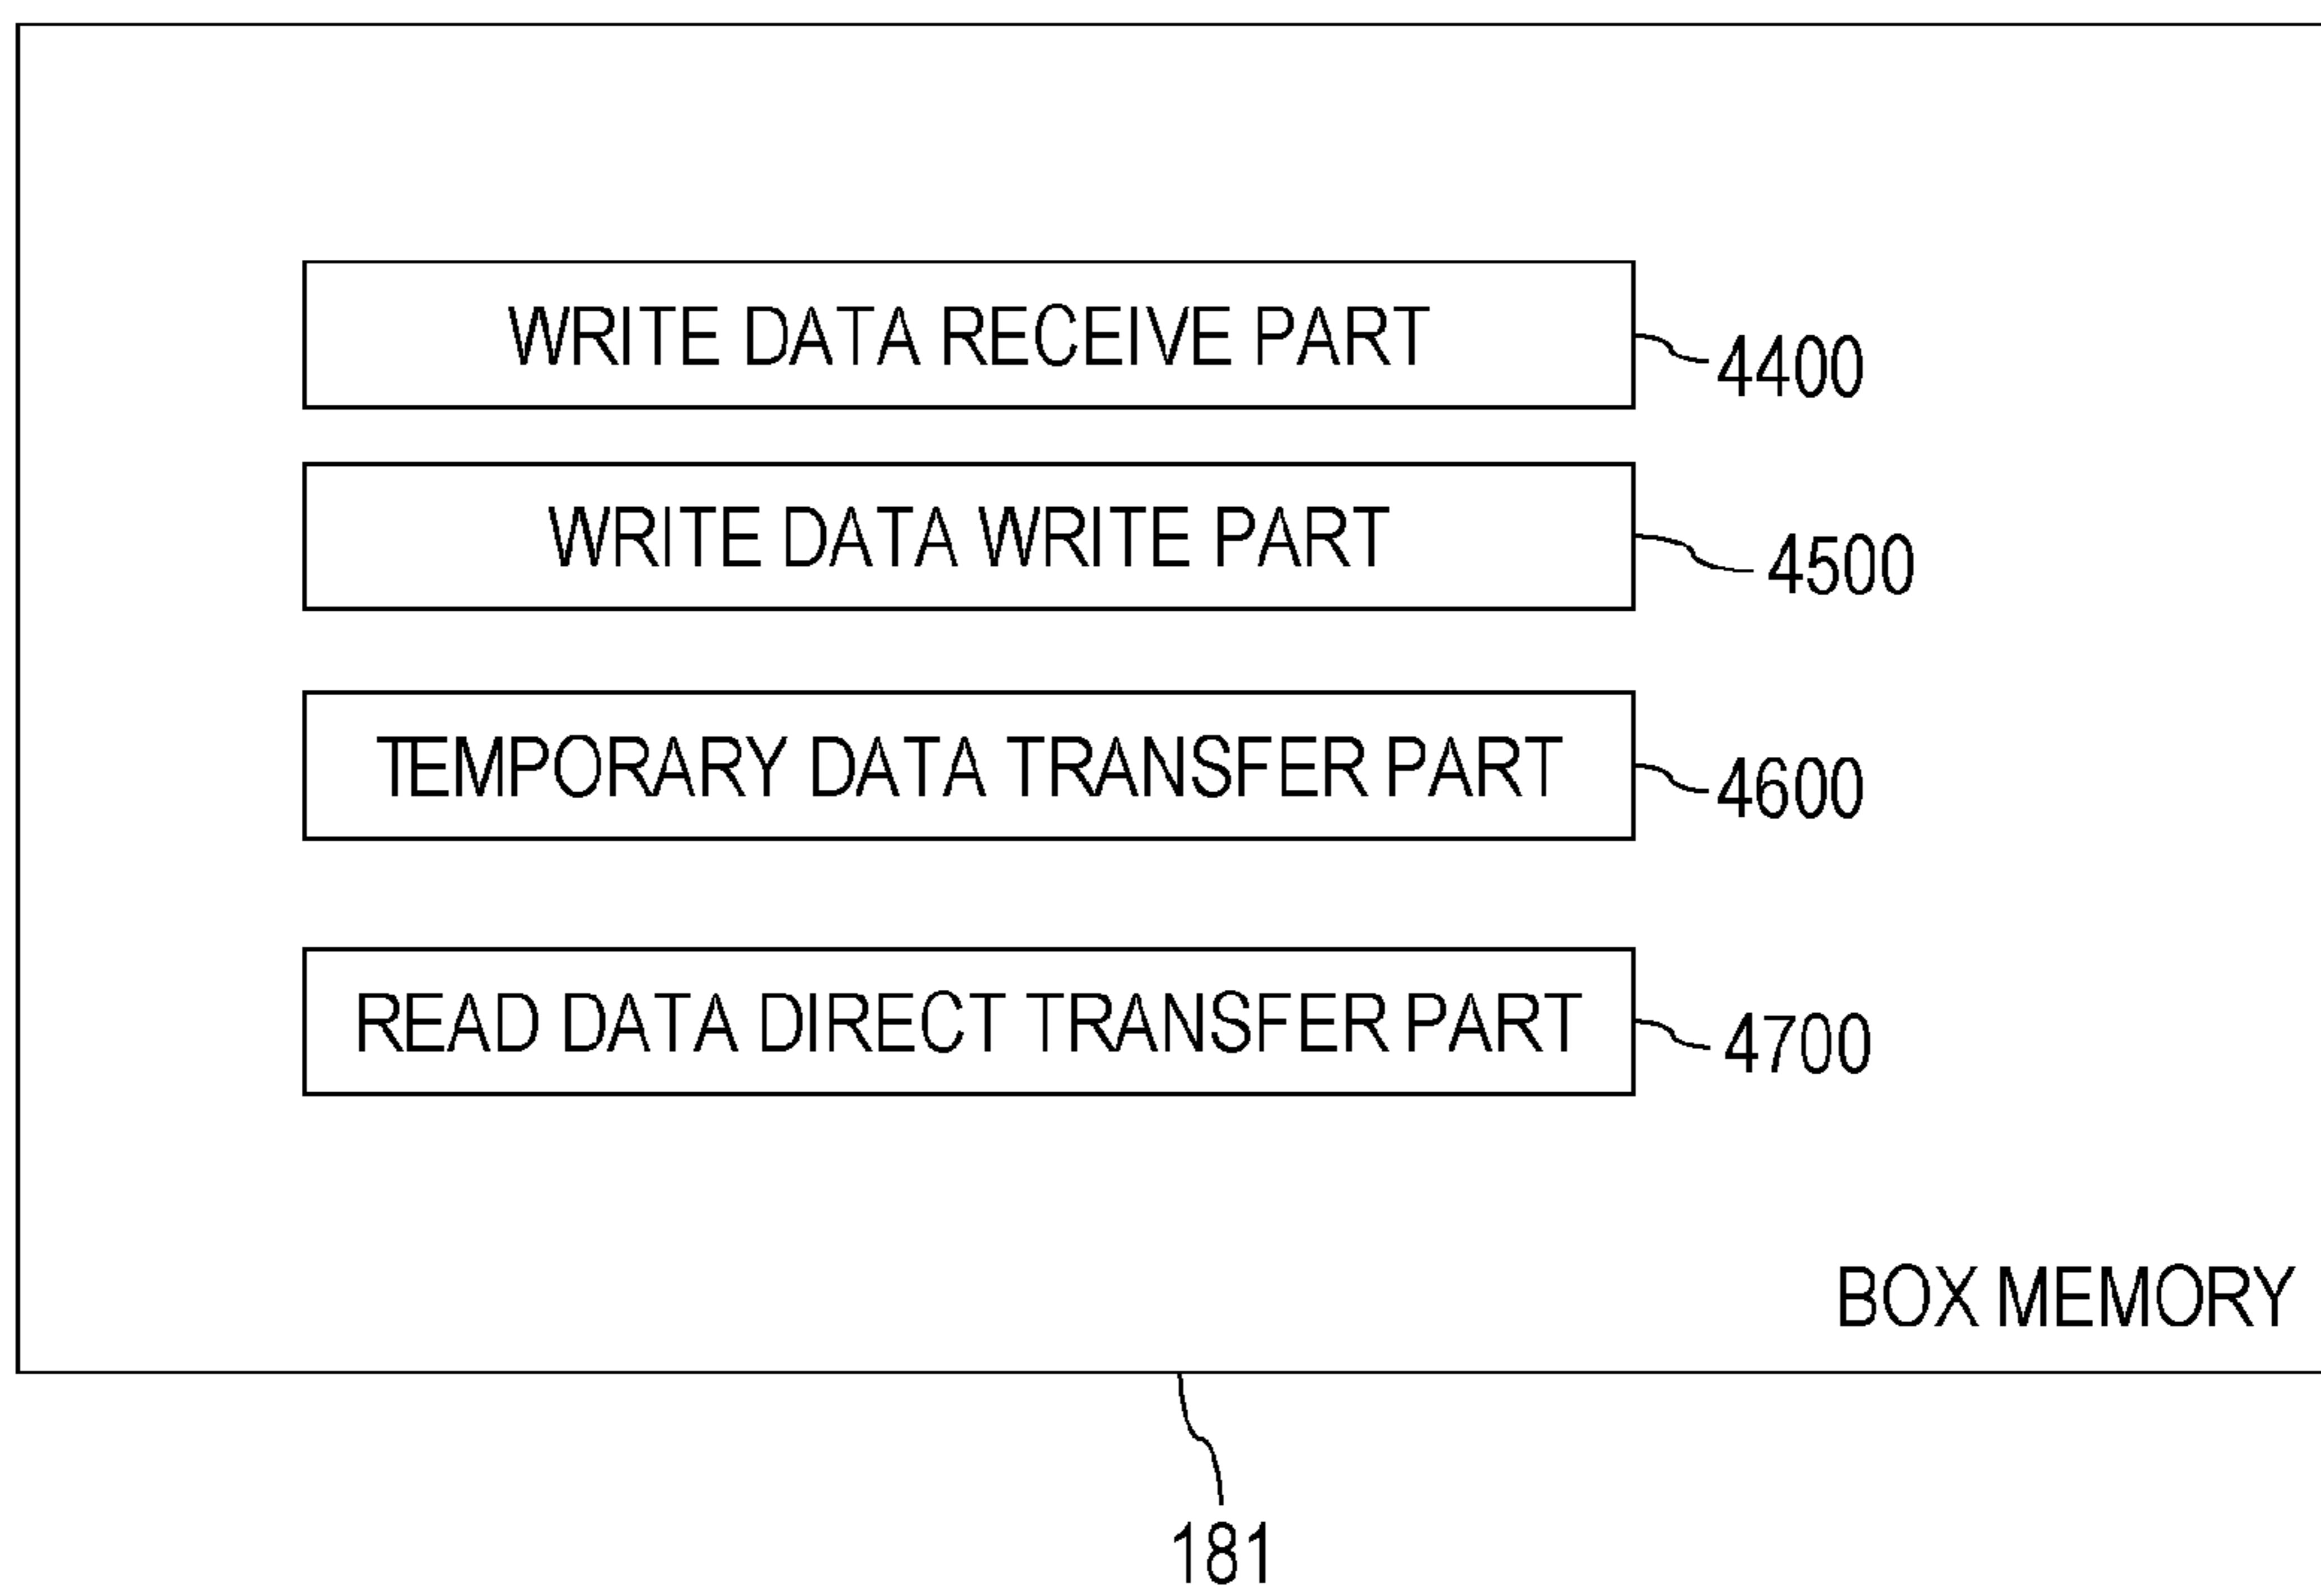 WRITE DATA RECEIVE PART
4400
WRITE DATA WRITE PART
4500
TEMPORARY DATA TRANSFER PART
4600
READ DATA DIRECT TRANSFER PART
4700
BOX MEMORY
181